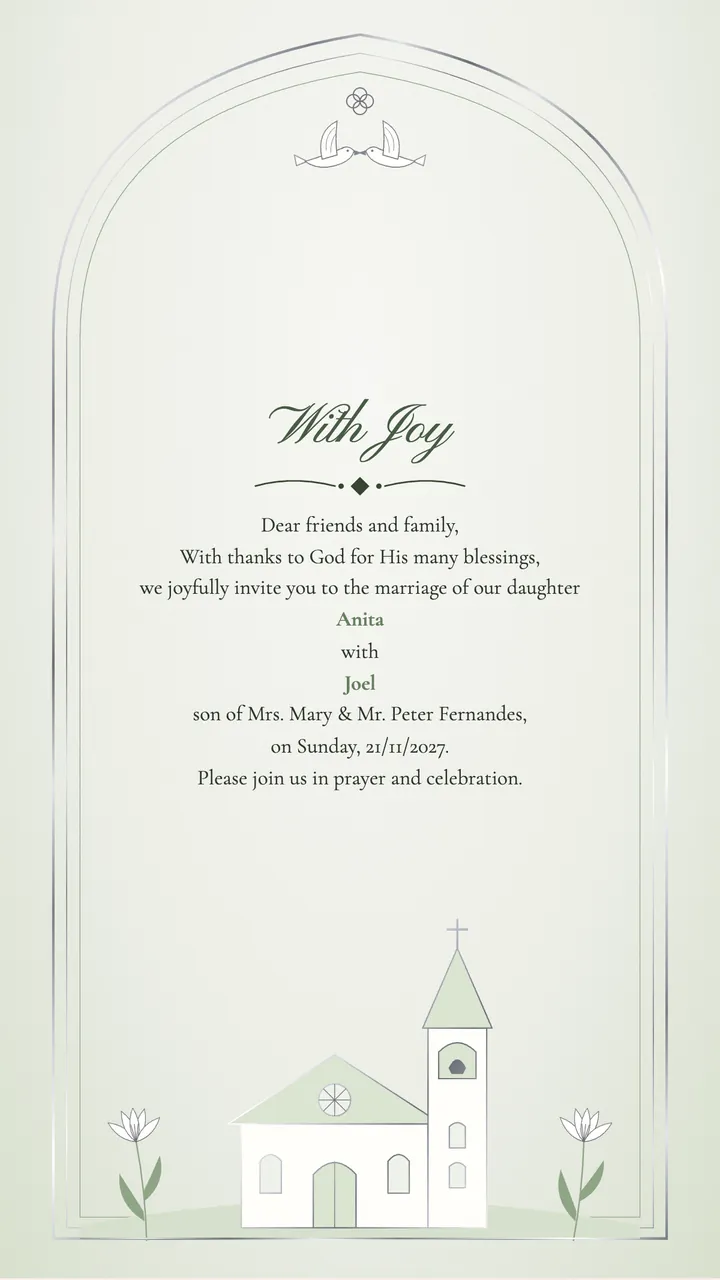 With Joy
Dear friends and family,
With thanks to God for His many blessings,
we joyfully invite you to the marriage of our daughter
Anita
with
Joel
son of Mrs. Mary & Mr. Peter Fernandes,
on Sunday, 21/11/2027.
Please join us in prayer and celebration.